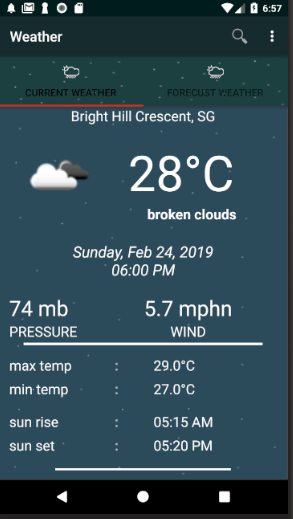 6:57
Weather
CURRENT WEATHER
FORECUST WEATHER
Bright Hill Crescent, SG
28°C
broken clouds
Sunday, Feb 24, 2019
06:00 PM
74 mb 5.7 mphn
PRESSURE WIND
max temp : 29.0°C
min temp : 27.0°C
sun rise : 05:15 AM
sun set : 05:20 PM